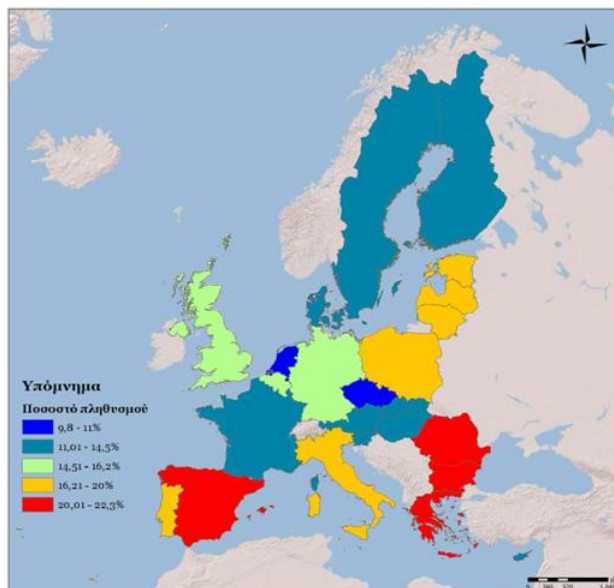 Υπόμνημα
Ποσοστό πληθυσμού
9,8 - 11%
11,01 - 14,5%
14,51 - 16,2%
16,21 - 20%
20,01 - 22,3%